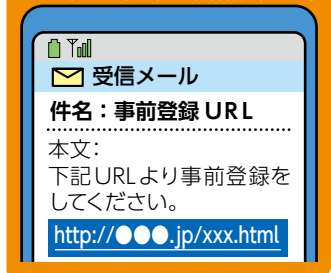 受信メール
件名：事前登録URL
本文：
下記URLより事前登録を
してください。
http://●●●.jp/xxx.html